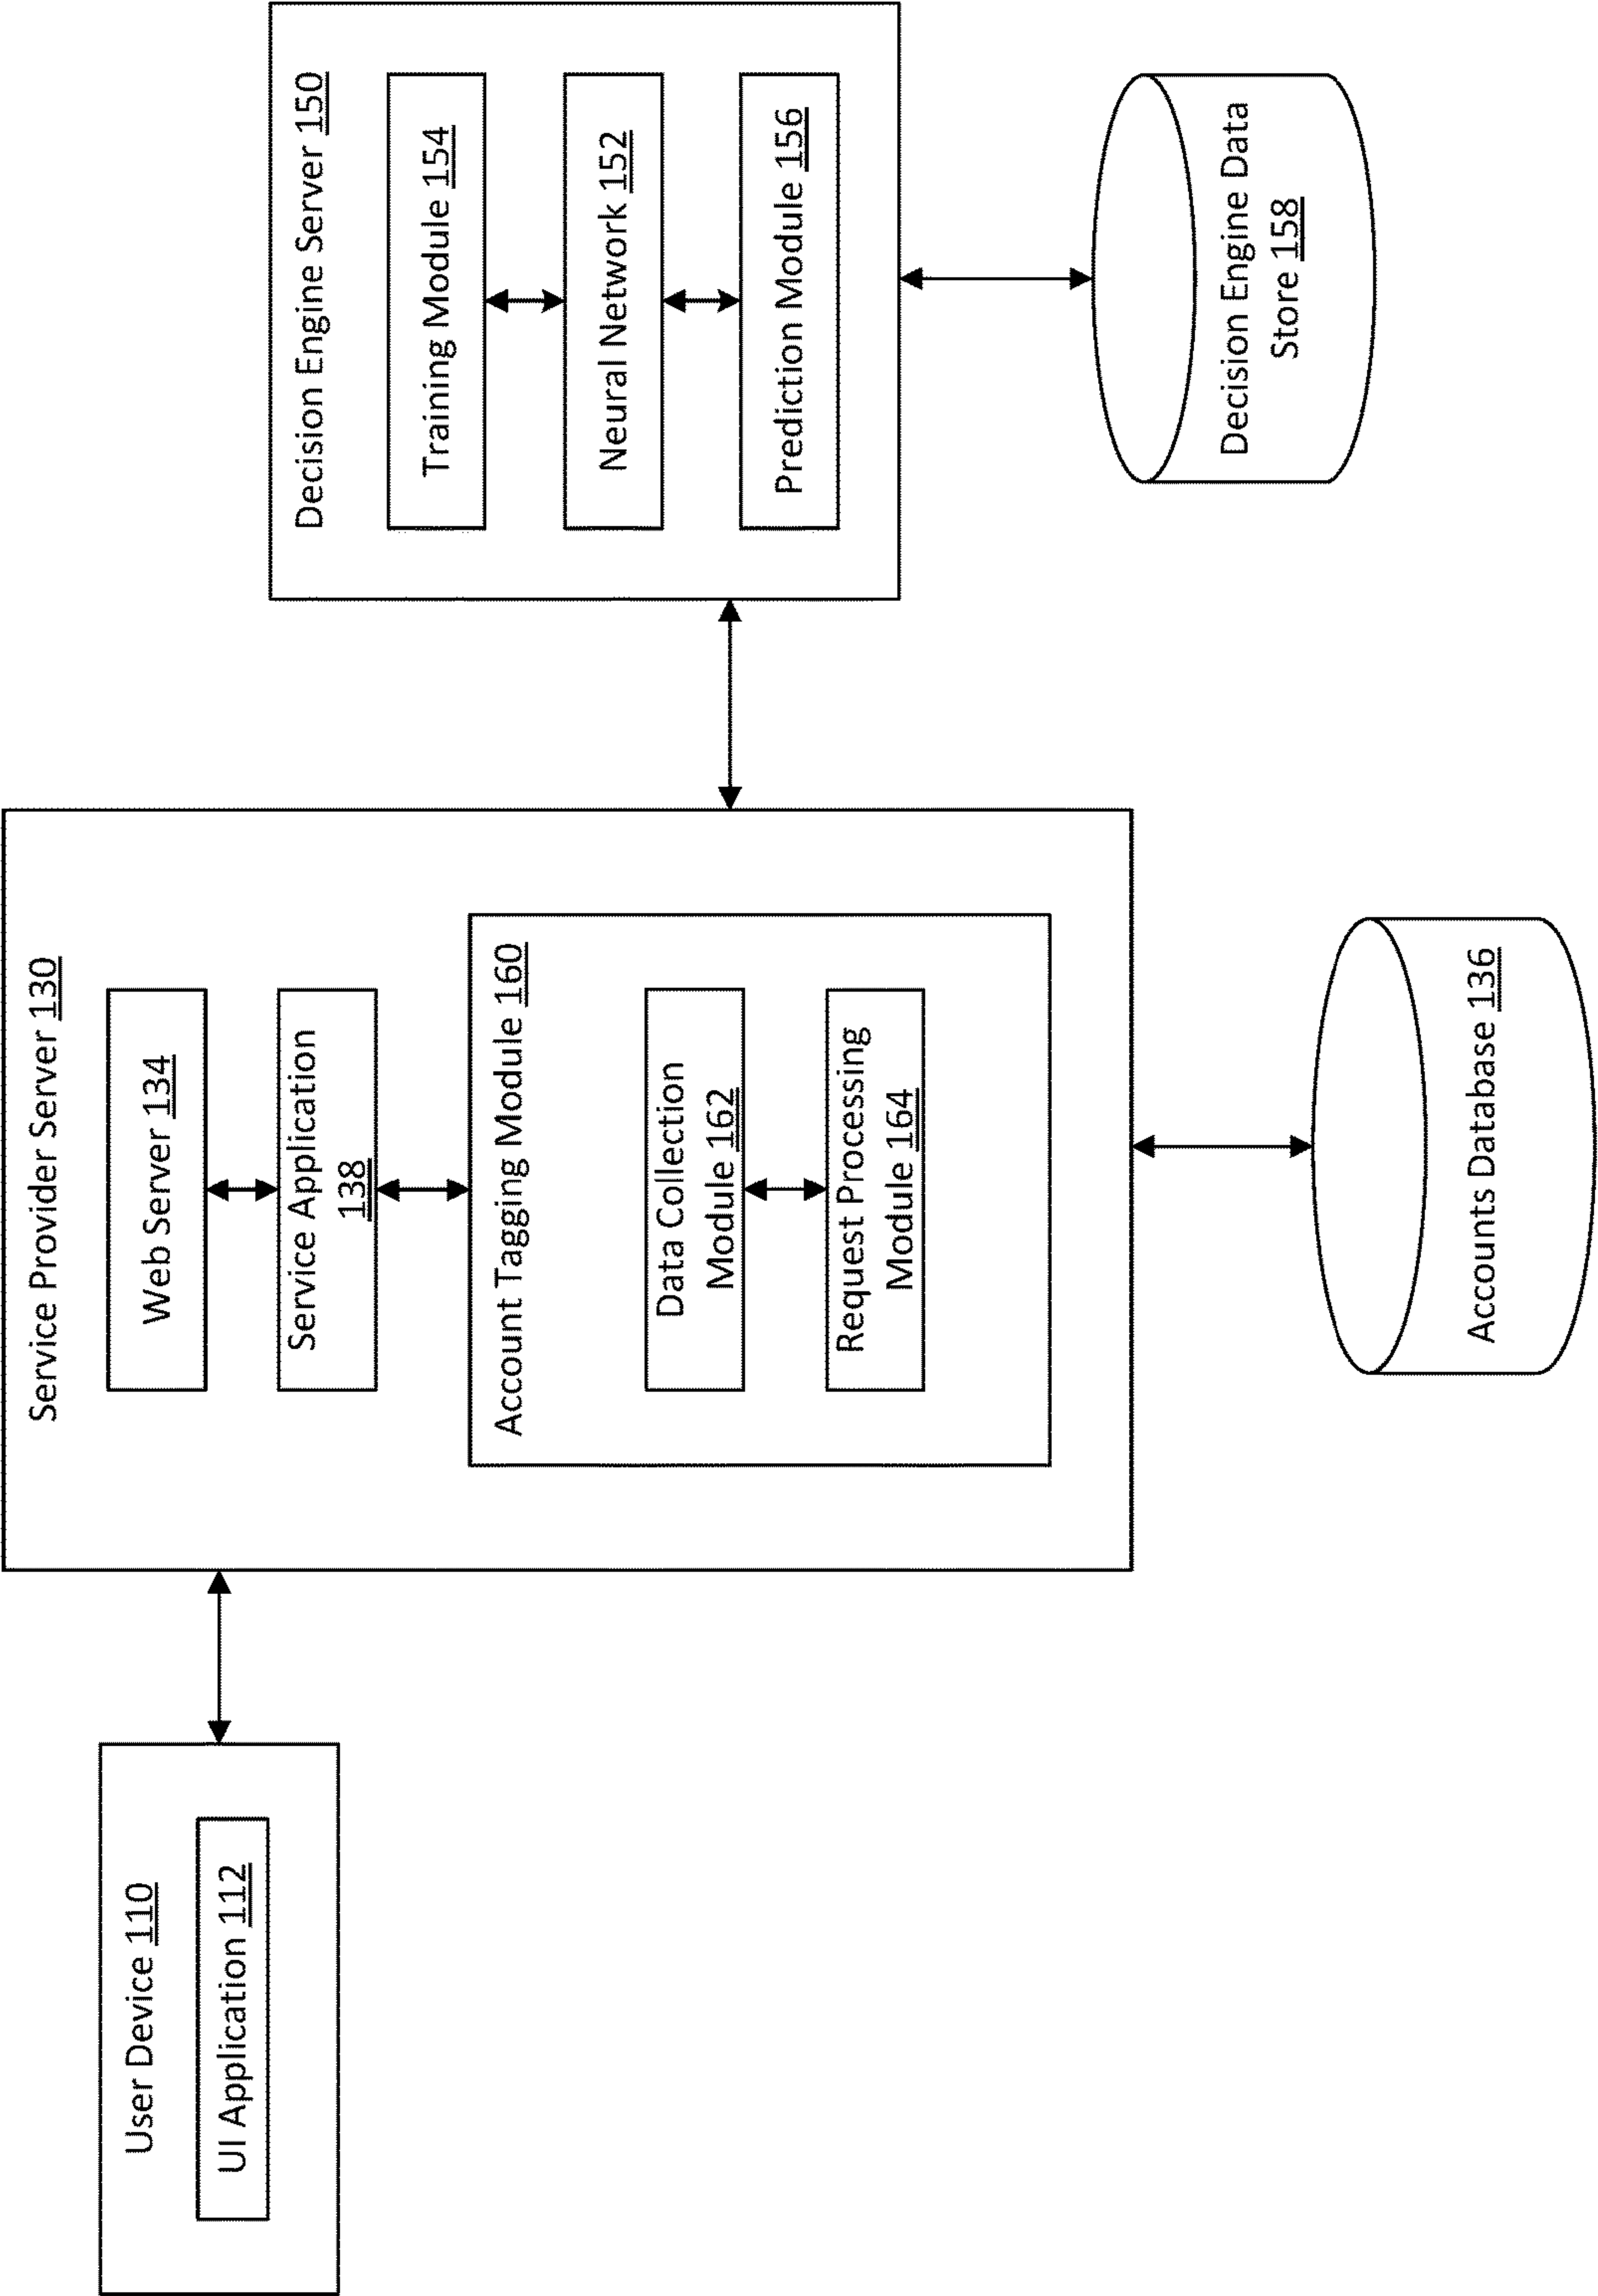 User Device 110
UI Application 112
Service Provider Server 130
Web Server 134
Service Application
138
Account Tagging Module 160
Data Collection
Module 162
Request Processing
Module 164
Accounts Database 136
Decision Engine Server 150
Training Module 154
Neural Network 152
Prediction Module 156
Decision Engine Data
Store 158